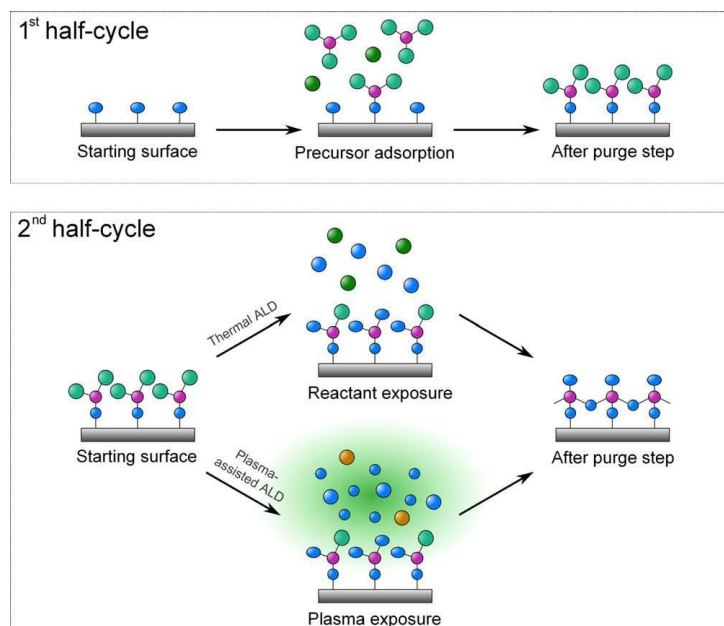 1st half-cycle
Starting surface
Precursor adsorption
After purge step
2nd half-cycle
Thermal ALD
Reactant exposure
Starting surface
After purge step
Plasma-
assisted ALD
Plasma exposure